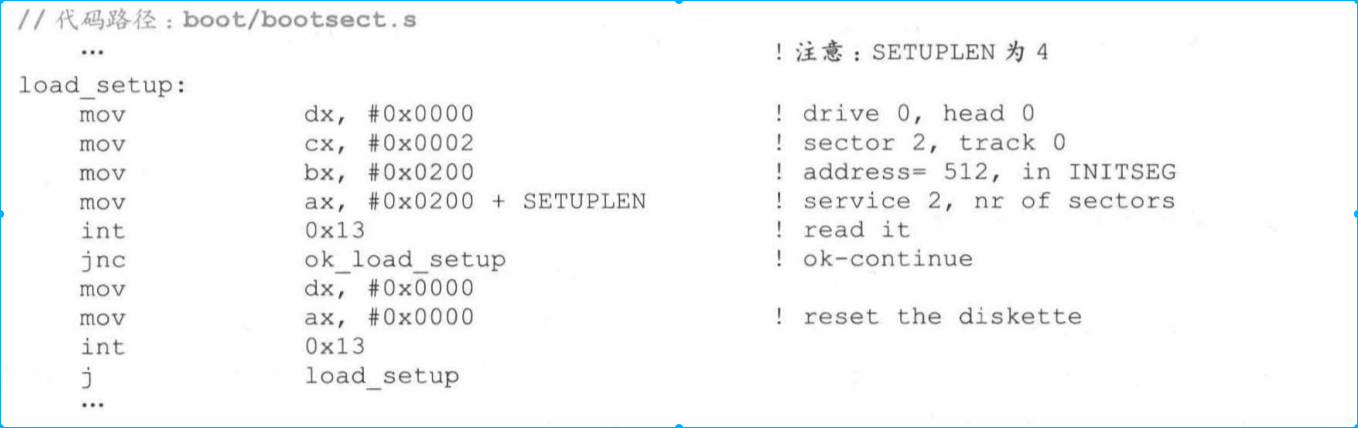 // 代码路径：boot/bootsect.s
… ! 注意：SETUPLEN 为 4
load_setup:
mov dx, #0x0000 ! drive 0, head 0
mov cx, #0x0002 ! sector 2, track 0
mov bx, #0x0200 ! address= 512, in INITSEG
mov ax, #0x0200 + SETUPLEN ! service 2, nr of sectors
int 0x13 ! read it
jnc ok_load_setup ! ok-continue
mov dx, #0x0000
mov ax, #0x0000 ! reset the diskette
int 0x13
j load_setup
…